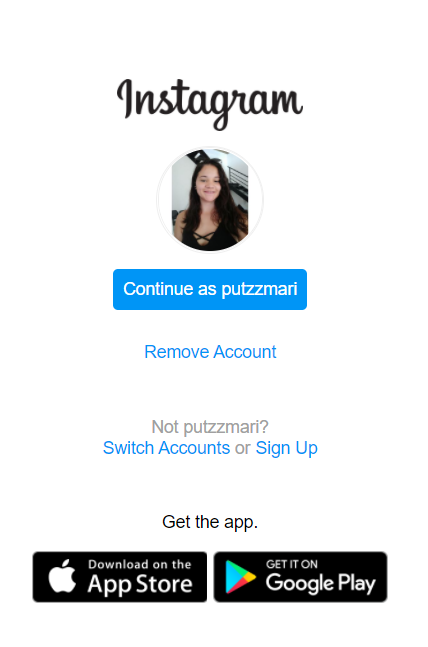 Instagram
Continue as putzzmari
Remove Account
Not putzzmari?
Switch Accounts or Sign Up
Get the app.
Download on the
App Store
GET IT ON
Google Play